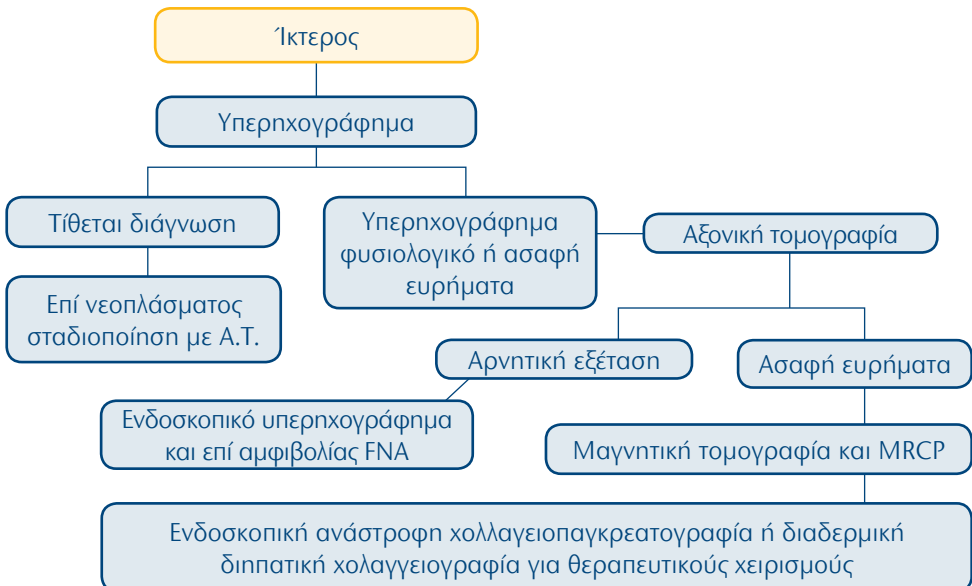 Ίκτερος
Υπερηχογράφημα
Τίθεται διάγνωση
Επί νεοπλάσματος
σταδιοποίηση με Α.Τ.
Υπερηχογράφημα
φυσιολογικό ή ασαφή
ευρήματα
Αξονική τομογραφία
Αρνητική εξέταση
Ασαφή ευρήματα
Ενδοσκοπικό υπερηχογράφημα
και επί αμφιβολίας FNA
Μαγνητική τομογραφία και MRCP
Ενδοσκοπική ανάστροφη χολλαγειοπαγκρεατογραφία ή διαδερμική
διηπατική χολαγγειογραφία για θεραπευτικούς χειρισμούς